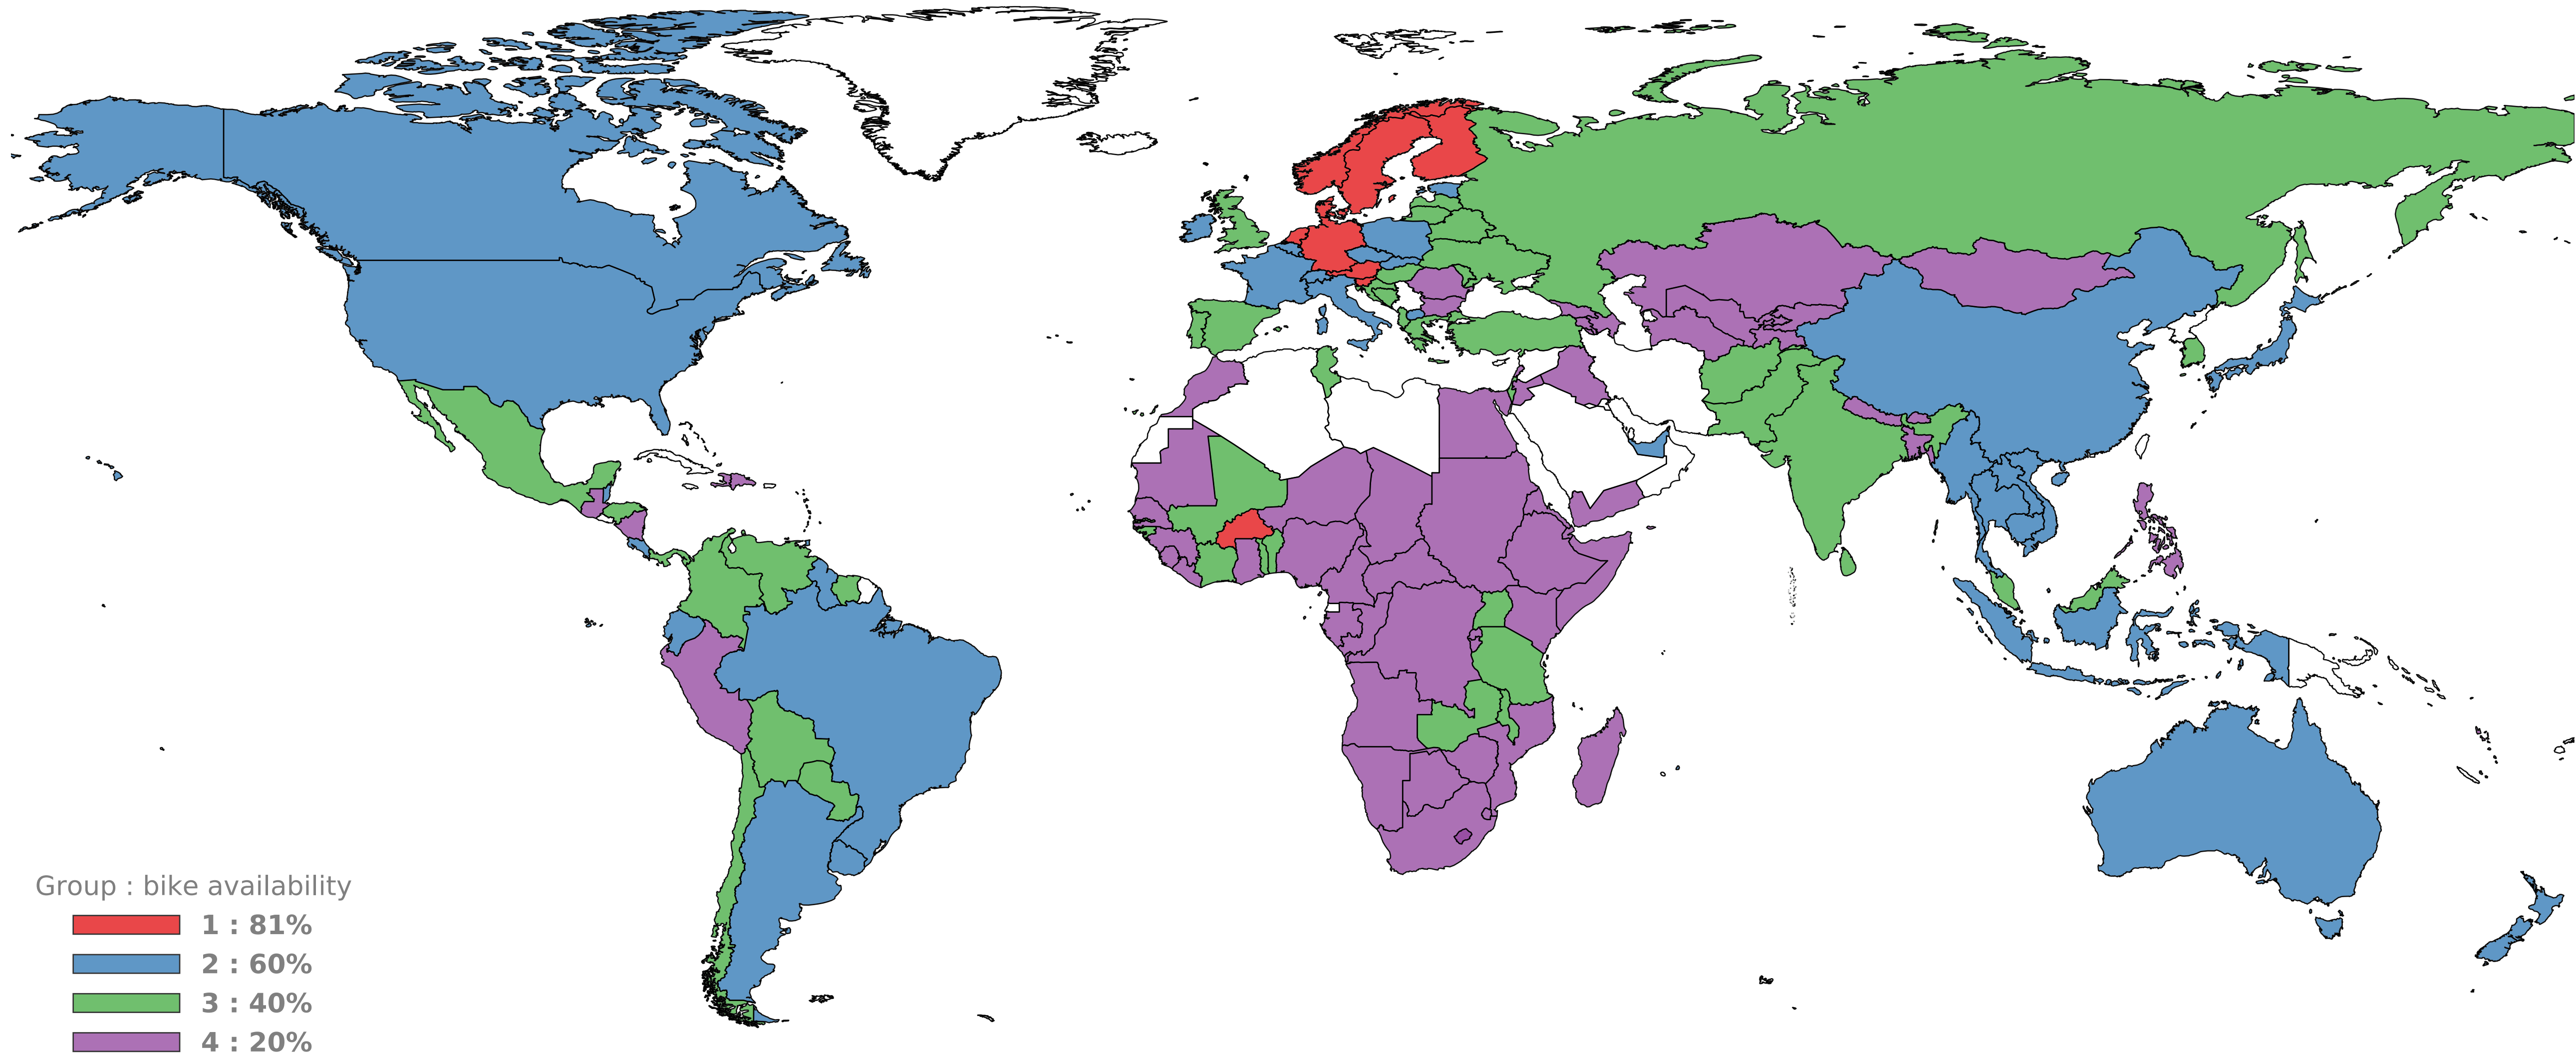 Group : bike availability
1 : 81%
2 : 60%
3 : 40%
4 : 20%